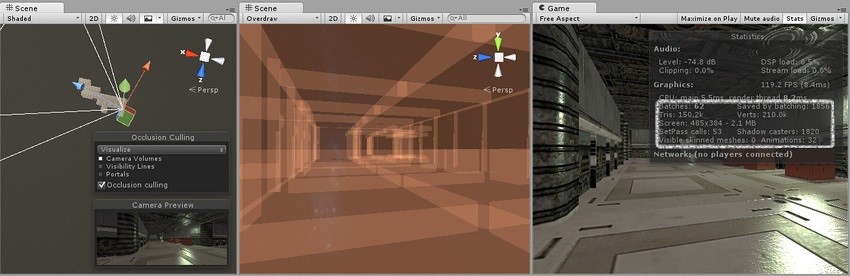 Scene
Shaded
2D
Gizmos
All
x
z
Persp
Occlusion Culling
Visualize
Camera Volumes
Visibility Lines
Portals
Occlusion culling
Camera Preview
Scene
Overdraw
2D
Gizmos
All
y
z
Persp
Game
Free Aspect
Maximize on Play Mute audio Stats Gizmos
Statistics
Audio:
Level: -74.8 dB DSP load: 0.5%
Clipping: 0.0% Stream load: 0.0%
Graphics: 119.2 FPS (8.4ms)
CPU: main 5.5ms render thread 8.2ms
Batches: 62 Saved by batching: 1856
Tris: 150.2k Verts: 210.0k
Screen: 485x384 - 2.1 MB
SetPass calls: 53 Shadow casters: 1820
Visible skinned meshes: 0 Animations: 32
Network: (no players connected)